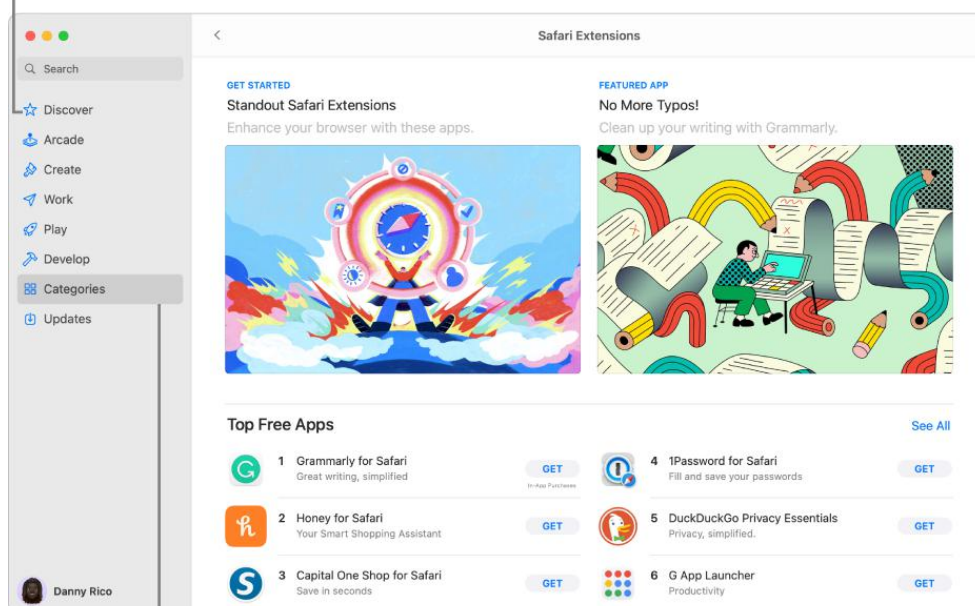 Safari Extensions
Search
Discover
Arcade
Create
Work
Play
Develop
Categories
Updates
Danny Rico
GET STARTED
Standout Safari Extensions
Enhance your browser with these apps.
FEATURED APP
No More Typos!
Clean up your writing with Grammarly.
Top Free Apps
See All
1 Grammarly for Safari
Great writing, simplified
GET
In-App Purchases
2 Honey for Safari
Your Smart Shopping Assistant
GET
3 Capital One Shop for Safari
Save in seconds
GET
4 1Password for Safari
Fill and save your passwords
GET
5 DuckDuckGo Privacy Essentials
Privacy, simplified.
GET
6 G App Launcher
Productivity
GET